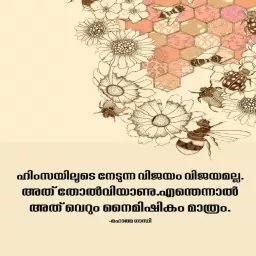 ഹിംസയിലൂടെ നേടുന്ന വിജയം വിജയമല്ല.
അത് തോൽവിയാണ്.എന്തെന്നാൽ
അത് വെറും നൈമിഷികം മാത്രം.
-മഹാത്മ ഗാന്ധി